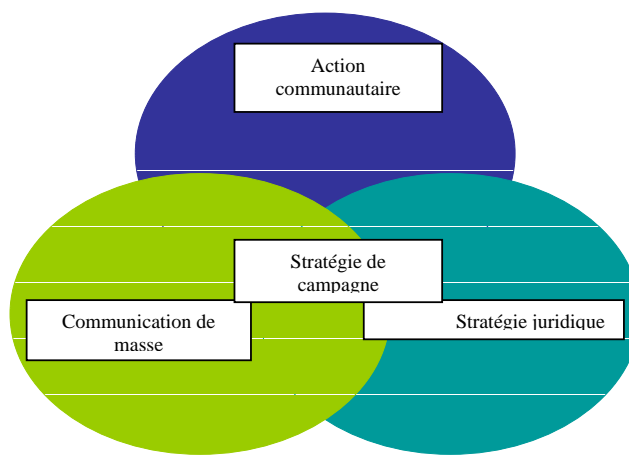 Action
communautaire
Stratégie de
campagne
Communication de
masse
Stratégie juridique